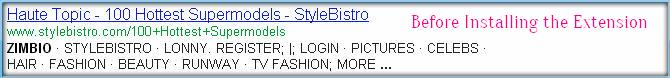 Haute Topic - 100 Hottest Supermodels - StyleBistro
Before Installing the Extension
www.stylebistro.com/100+Hottest+Supermodels
ZIMBIO · STYLEBISTRO · LONNY. REGISTER; |; LOGIN · PICTURES · CELEBS ·
HAIR · FASHION · BEAUTY · RUNWAY · TV FASHION; MORE ...